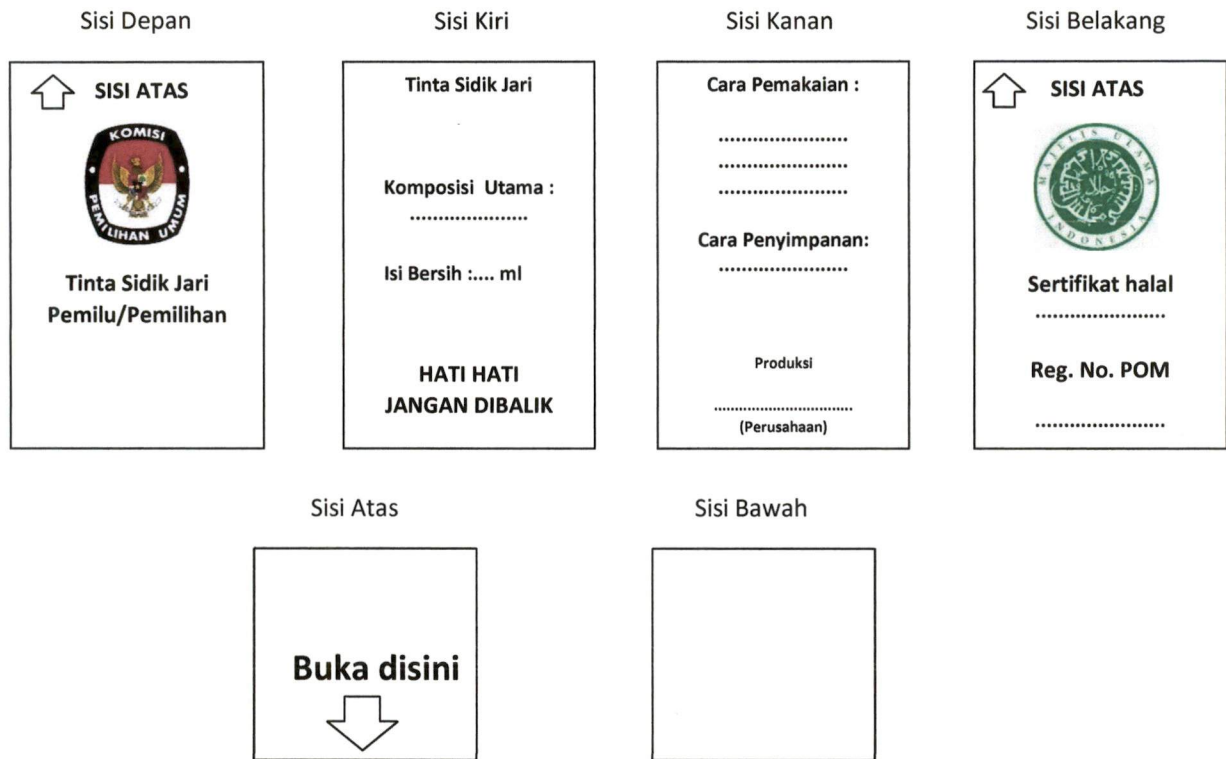 Sisi Depan
Sisi Kiri
Sisi Kanan
Sisi Belakang
SISI ATAS
KOMISI
PEMILIHAN UMUM
Tinta Sidik Jari
Pemilu/Pemilihan
Tinta Sidik Jari
Komposisi Utama :
......................
Isi Bersih :.... ml
HATI HATI
JANGAN DIBALIK
Cara Pemakaian :
........................
........................
........................
Cara Penyimpanan:
........................
Produksi
.................................
(Perusahaan)
SISI ATAS
MAJELIS ULAMA
INDONESIA
حلال
Sertifikat halal
........................
Reg. No. POM
........................
Sisi Atas
Sisi Bawah
Buka disini